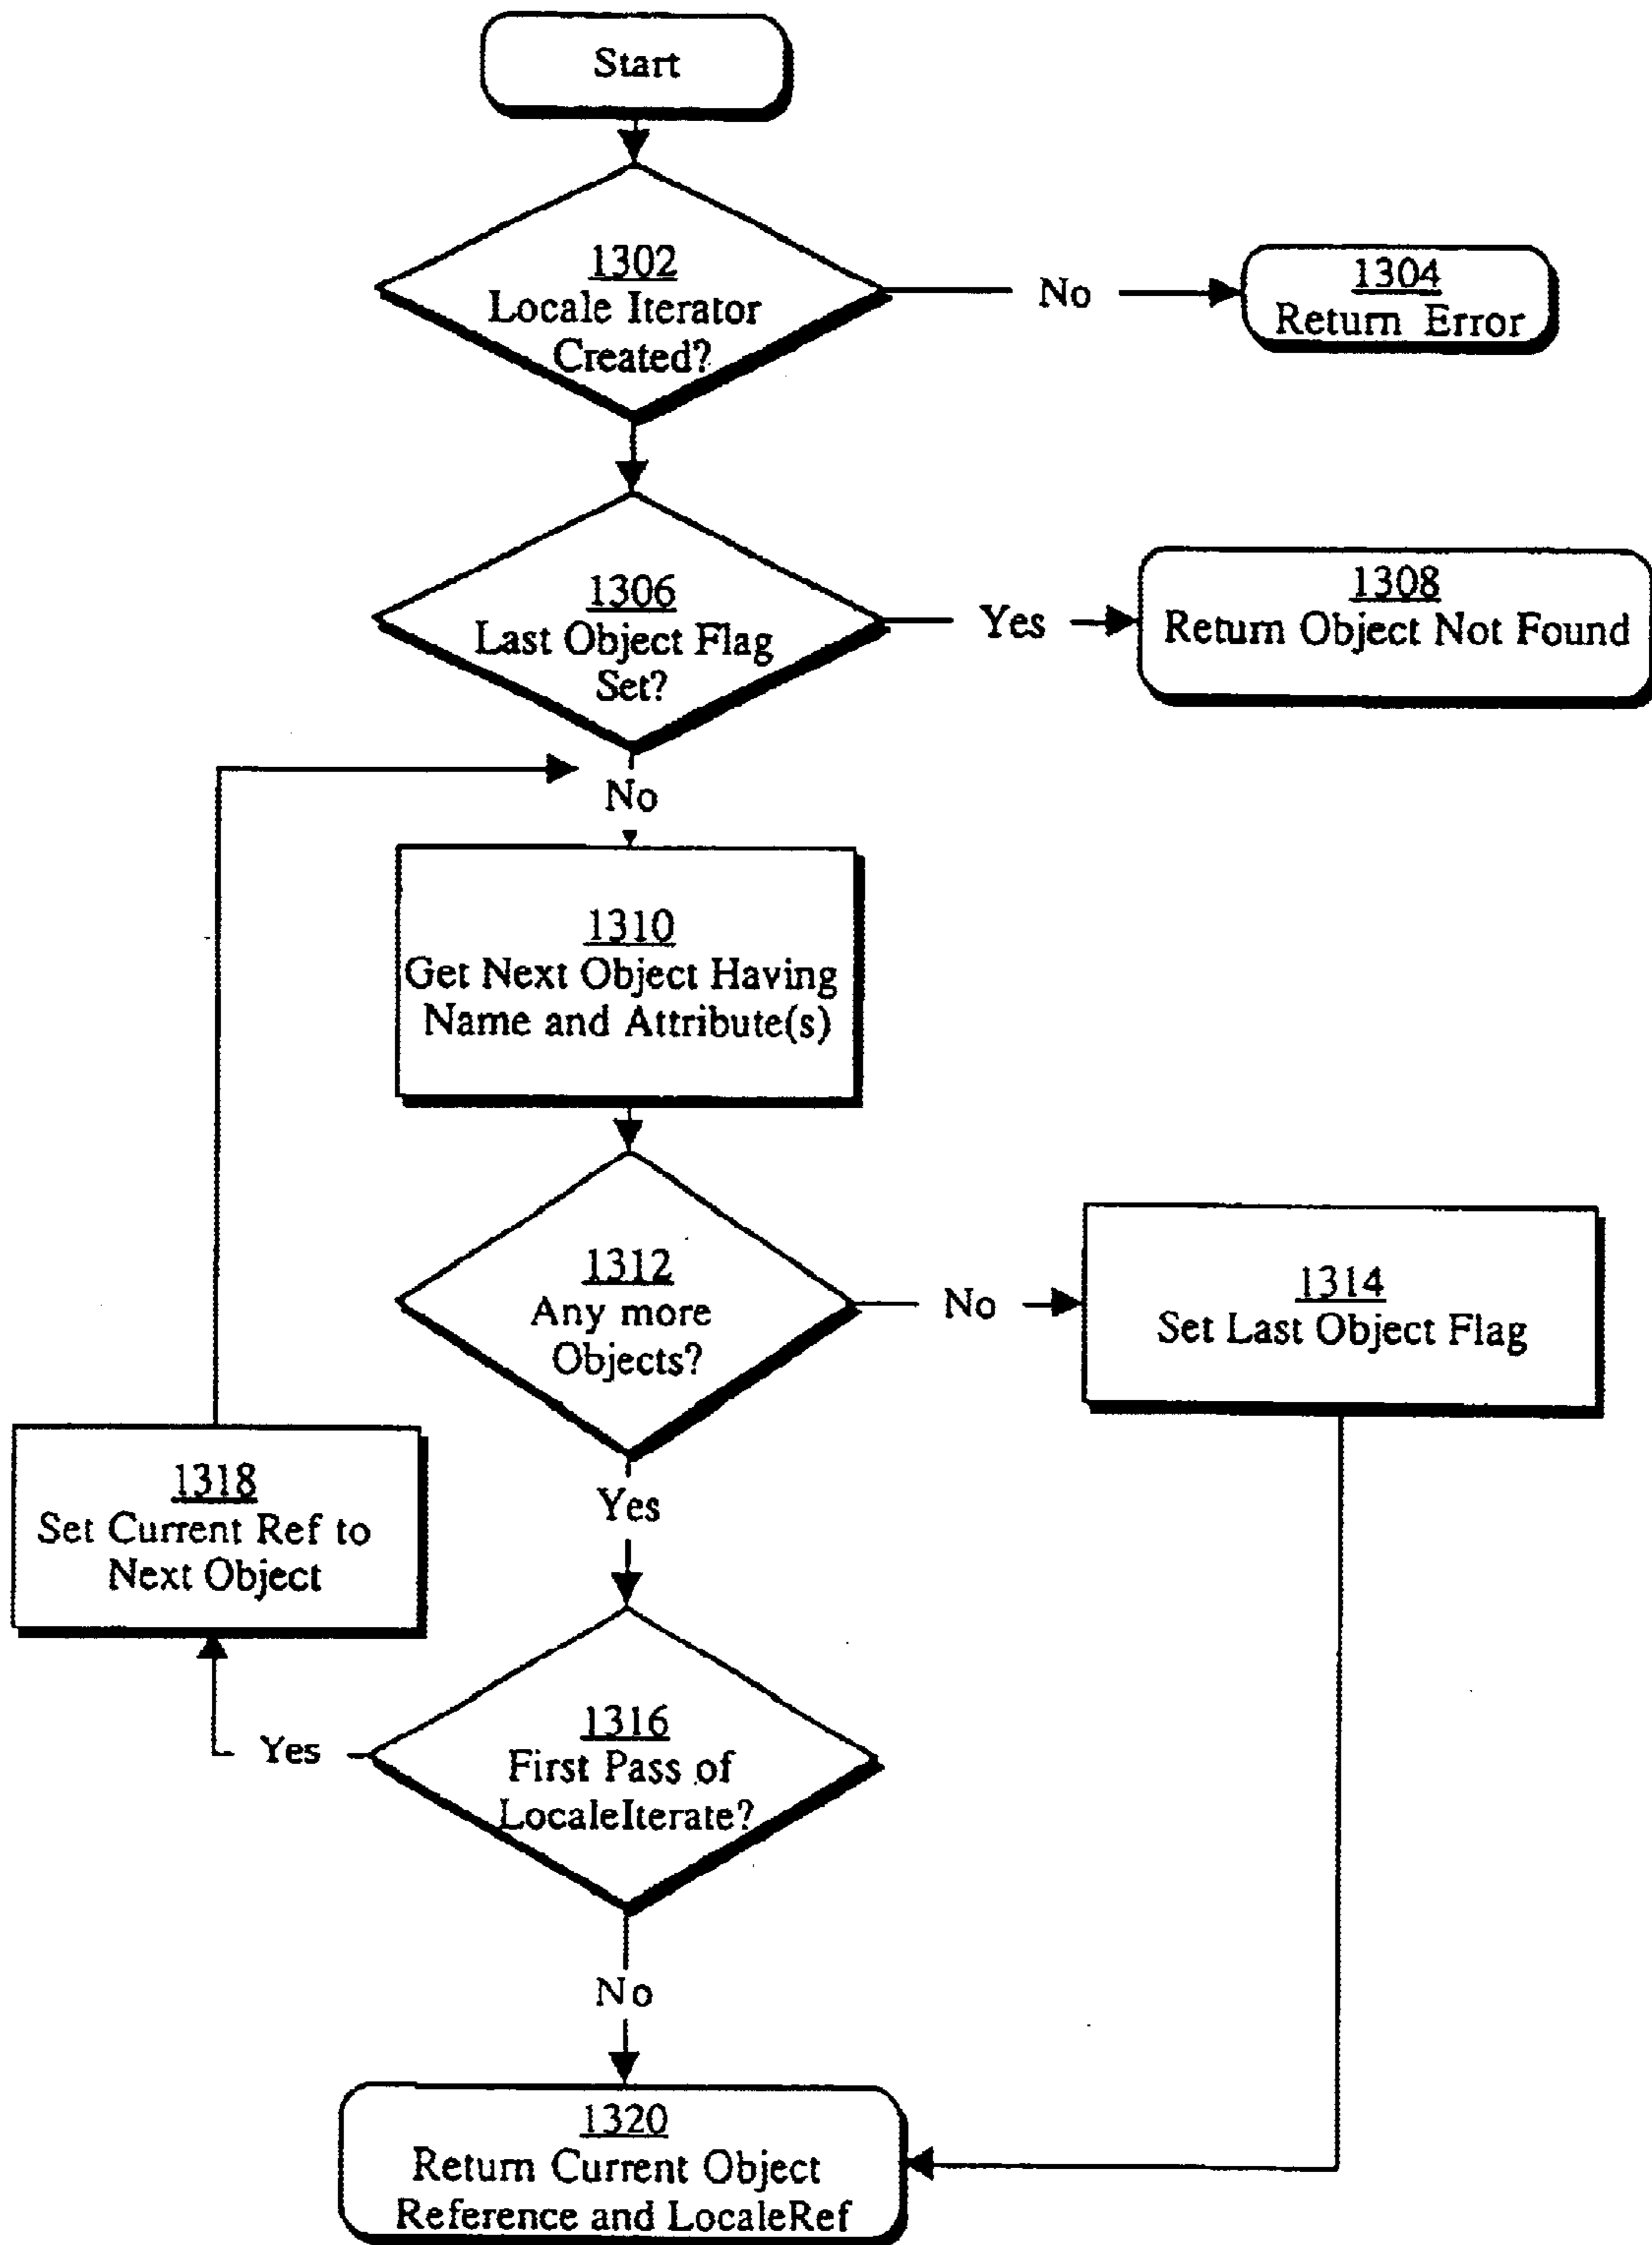 Start
1302
Locale Iterator
Created?
No
1304
Return Error
1306
Last Object Flag
Set?
Yes
1308
Return Object Not Found
No
1310
Get Next Object Having
Name and Attribute(s)
1312
Any more
Objects?
No
1314
Set Last Object Flag
Yes
1318
Set Current Ref to
Next Object
1316
First Pass of
LocaleIterate?
Yes
No
1320
Return Current Object
Reference and LocaleRef